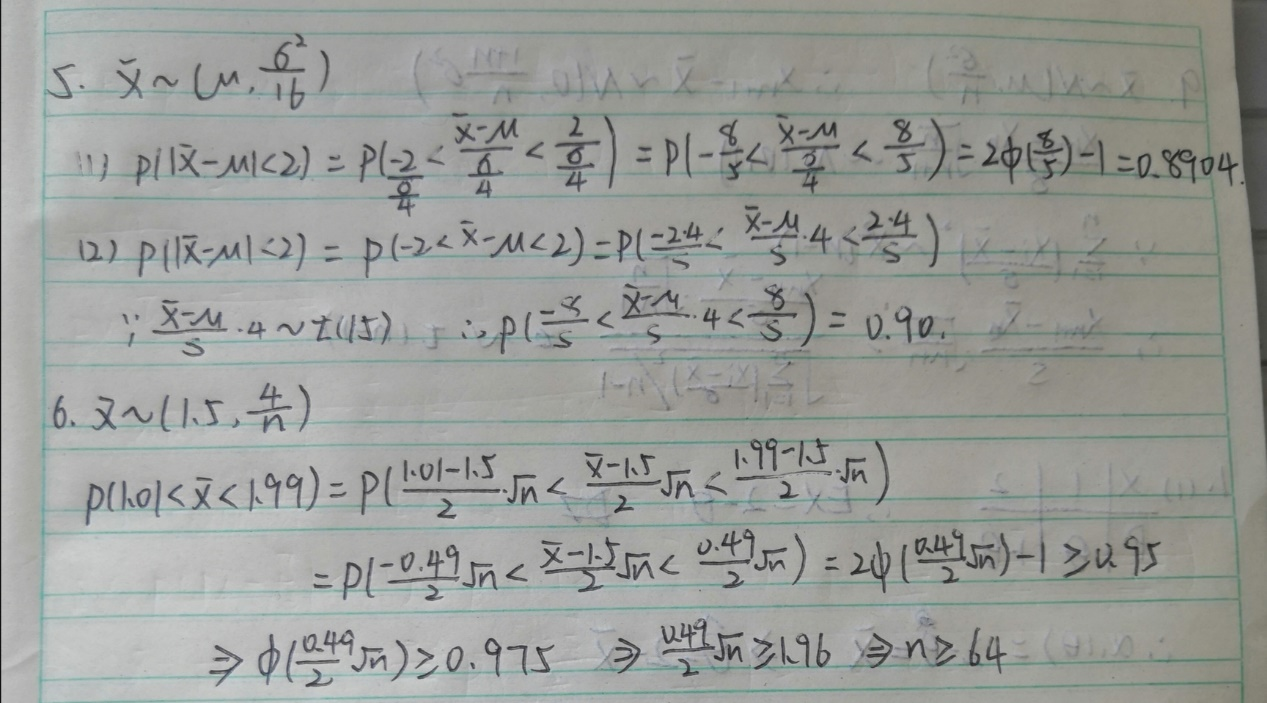 5. x̄~(μ, σ²/16)
(1) P(|x̄-μ|<2) = P(-2/(σ/4) < (x̄-μ)/(σ/4) < 2/(σ/4)) = P(-8/5 < (x̄-μ)/(5/4) < 8/5) = 2φ(8/5)-1 = 0.8904.
(2) P(|x̄-μ|<2) = P(-2< x̄-μ<2) = P(-2·4/s < (x̄-μ)/s·4 < 2·4/s)
∵ (x̄-μ)/s·4 ~ t(15) ∴ P(-8/s < (x̄-μ)/s·4 < 8/s) = 0.90.
6. x̄~(1.5, 4/n)
P(1.01< x̄ <1.99) = P((1.01-1.5)/2·√n < (x̄-1.5)/2 √n < (1.99-1.5)/2·√n)
= P(-0.49/2 √n < (x̄-1.5)/2 √n < 0.49/2 √n) = 2φ(0.49/2 √n)-1 ≥0.95
⇒ φ(0.49/2 √n) ≥ 0.975 ⇒ 0.49/2 √n ≥1.96 ⇒ n ≥ 64